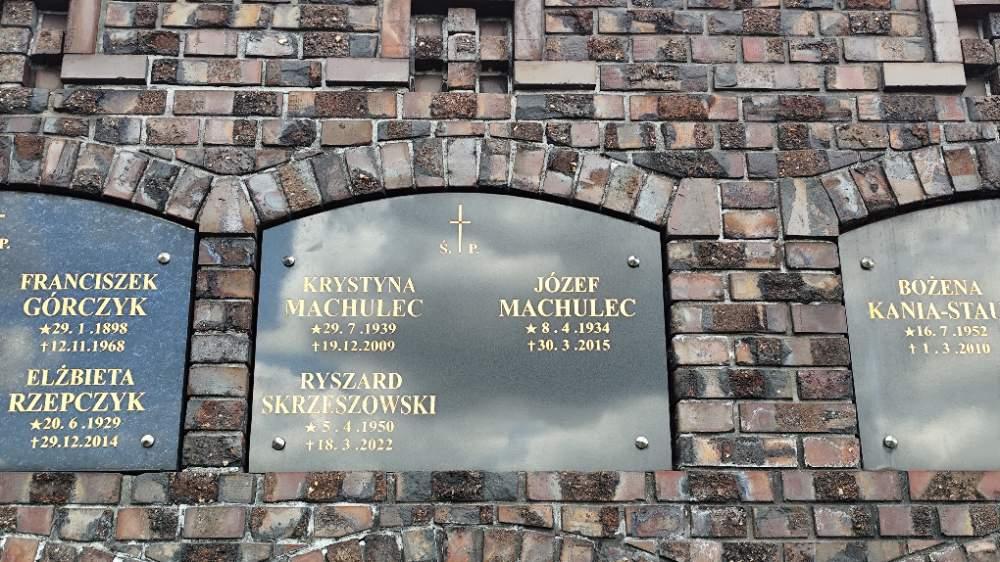 P.
FRANCISZEK
GÓRCZYK
★29. 1 .1898
†12.11.1968
ELŻBIETA
RZEPCZYK
★20. 6 .1929
†29.12.2014
Ś. P.
KRYSTYNA
MACHULEC
★29. 7 .1939
†19.12.2009
JÓZEF
MACHULEC
★8 . 4 .1934
†30. 3 .2015
RYSZARD
SKRZESZOWSKI
★5 . 4 .1950
†18. 3 .2022
BOŻENA
KANIA-STAU
★16. 7 .1952
†1 . 3 .2010